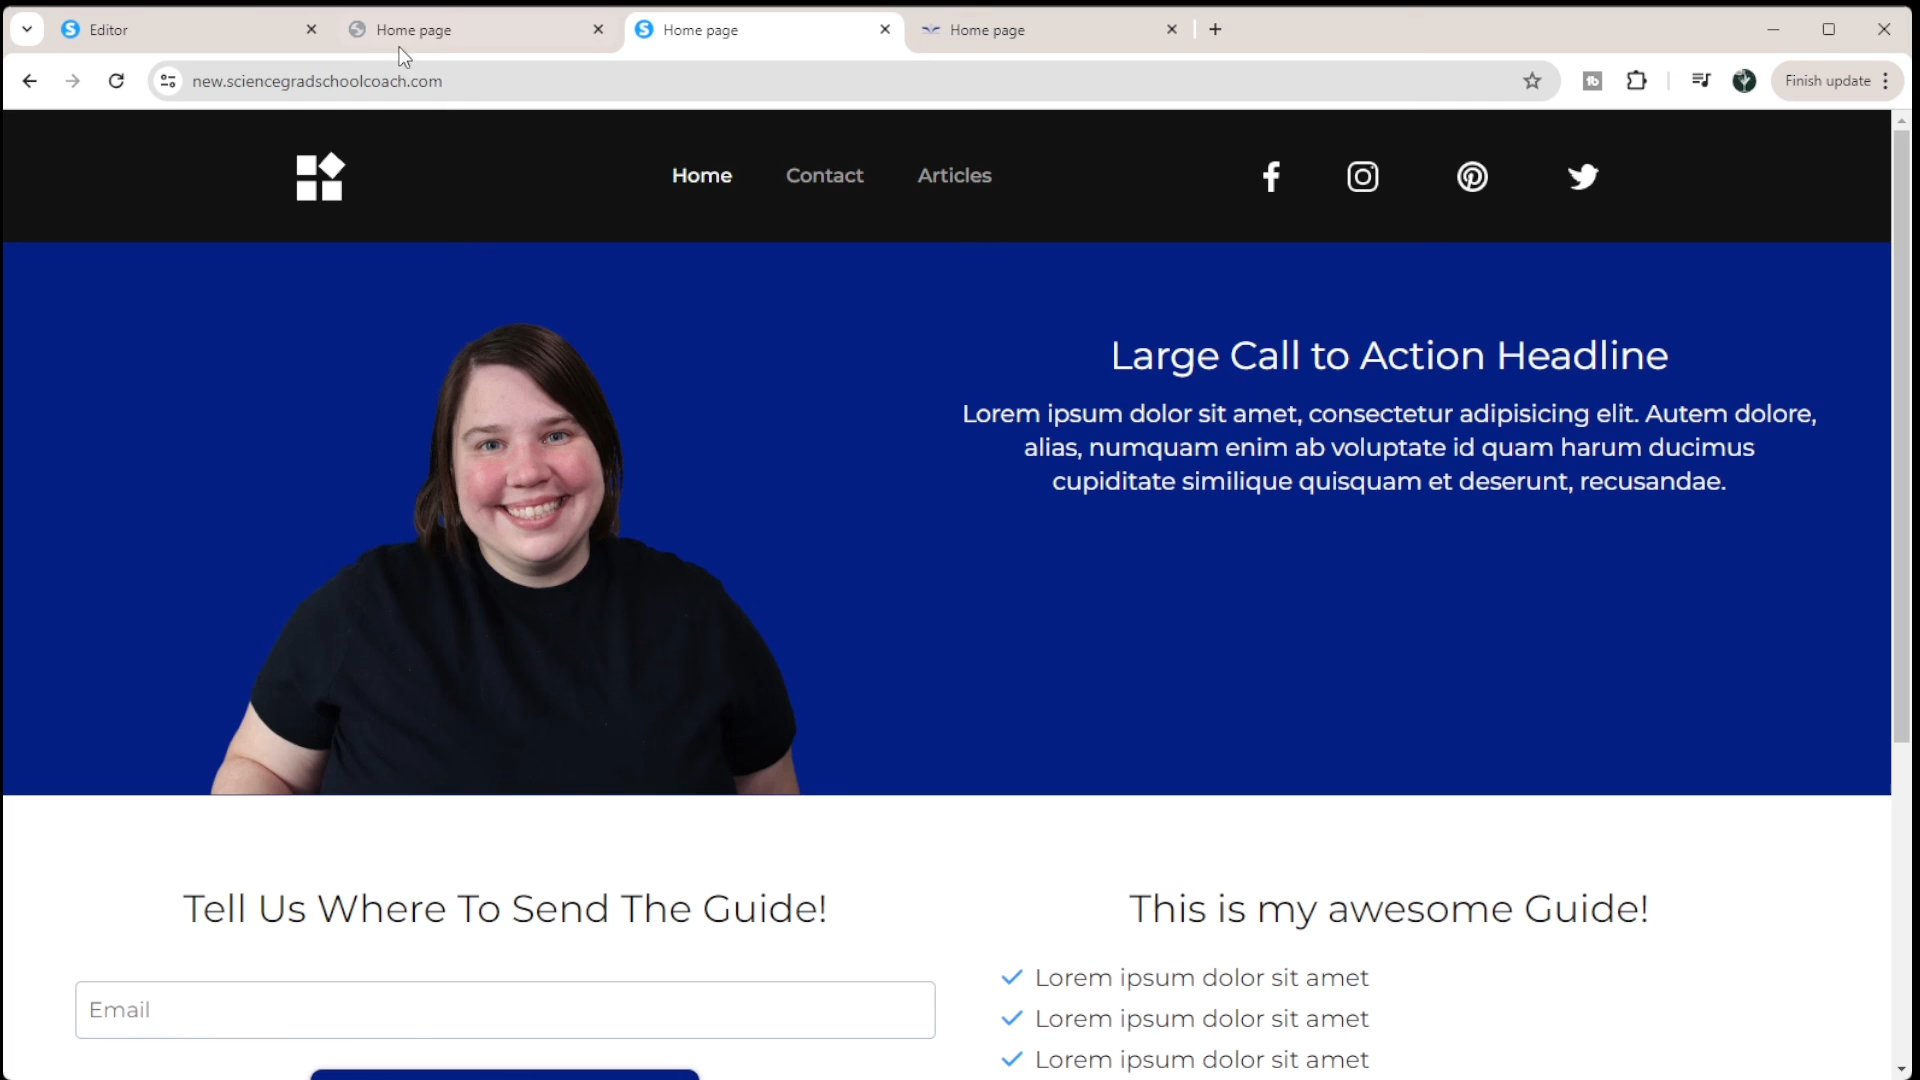 Editor
Home page
Home page
Home page
new.sciencegradschoolcoach.com
Finish update
Home
Contact
Articles
Large Call to Action Headline
Lorem ipsum dolor sit amet, consectetur adipisicing elit. Autem dolore,
alias, numquam enim ab voluptate id quam harum ducimus
cupiditate similique quisquam et deserunt, recusandae.
Tell Us Where To Send The Guide!
Email
This is my awesome Guide!
Lorem ipsum dolor sit amet
Lorem ipsum dolor sit amet
Lorem ipsum dolor sit amet